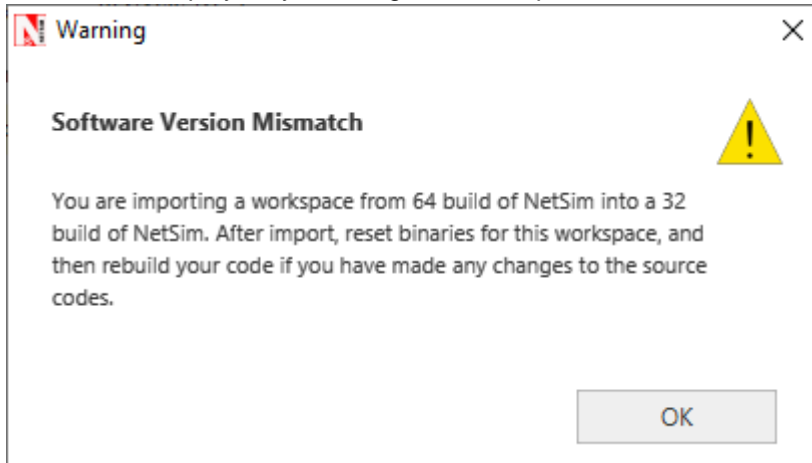 Warning
Software Version Mismatch
You are importing a workspace from 64 build of NetSim into a 32
build of NetSim. After import, reset binaries for this workspace, and
then rebuild your code if you have made any changes to the source
codes.
OK